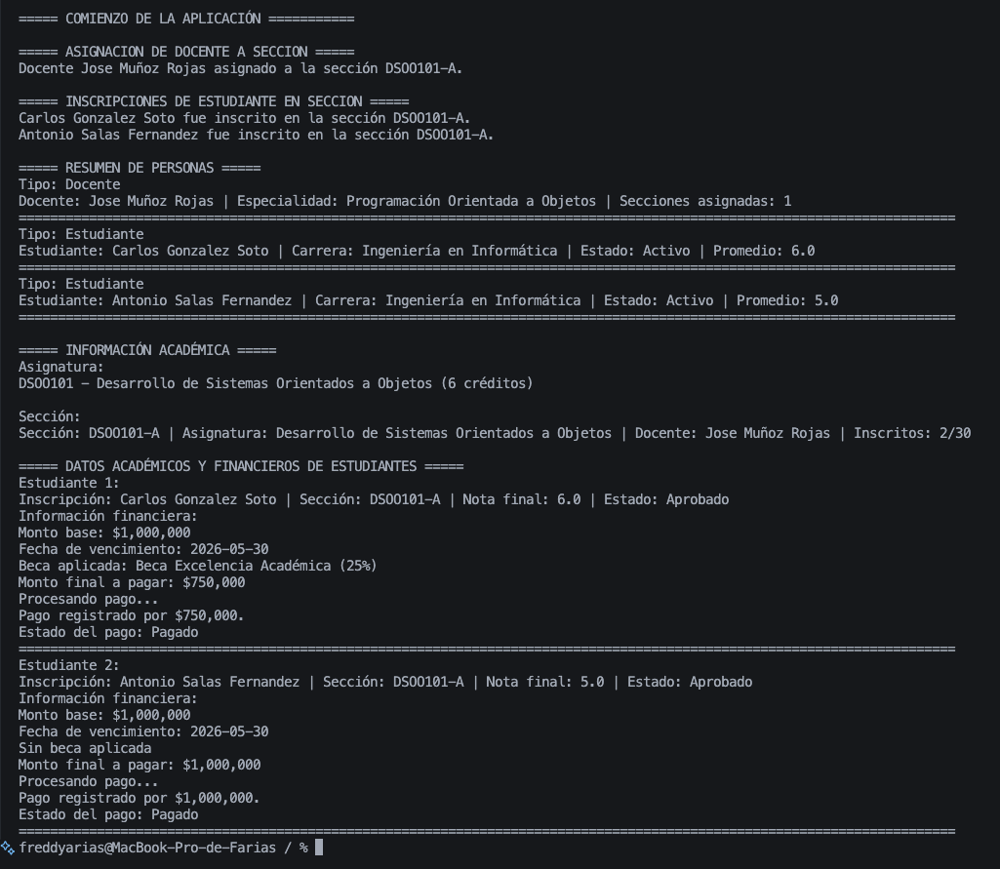 ===== COMIENZO DE LA APLICACIÓN ===========
===== ASIGNACION DE DOCENTE A SECCION =====
Docente Jose Muñoz Rojas asignado a la sección DSOO101-A.
===== INSCRIPCIONES DE ESTUDIANTE EN SECCION =====
Carlos Gonzalez Soto fue inscrito en la sección DSOO101-A.
Antonio Salas Fernandez fue inscrito en la sección DSOO101-A.
===== RESUMEN DE PERSONAS =====
Tipo: Docente
Docente: Jose Muñoz Rojas | Especialidad: Programación Orientada a Objetos | Secciones asignadas: 1
========================================================================================================================
Tipo: Estudiante
Estudiante: Carlos Gonzalez Soto | Carrera: Ingeniería en Informática | Estado: Activo | Promedio: 6.0
========================================================================================================================
Tipo: Estudiante
Estudiante: Antonio Salas Fernandez | Carrera: Ingeniería en Informática | Estado: Activo | Promedio: 5.0
========================================================================================================================
===== INFORMACIÓN ACADÉMICA =====
Asignatura:
DSOO101 - Desarrollo de Sistemas Orientados a Objetos (6 créditos)
Sección:
Sección: DSOO101-A | Asignatura: Desarrollo de Sistemas Orientados a Objetos | Docente: Jose Muñoz Rojas | Inscritos: 2/30
===== DATOS ACADÉMICOS Y FINANCIEROS DE ESTUDIANTES =====
Estudiante 1:
Inscripción: Carlos Gonzalez Soto | Sección: DSOO101-A | Nota final: 6.0 | Estado: Aprobado
Información financiera:
Monto base: $1,000,000
Fecha de vencimiento: 2026-05-30
Beca aplicada: Beca Excelencia Académica (25%)
Monto final a pagar: $750,000
Procesando pago...
Pago registrado por $750,000.
Estado del pago: Pagado
========================================================================================================================
Estudiante 2:
Inscripción: Antonio Salas Fernandez | Sección: DSOO101-A | Nota final: 5.0 | Estado: Aprobado
Información financiera:
Monto base: $1,000,000
Fecha de vencimiento: 2026-05-30
Sin beca aplicada
Monto final a pagar: $1,000,000
Procesando pago...
Pago registrado por $1,000,000.
Estado del pago: Pagado
========================================================================================================================
freddyarias@MacBook-Pro-de-Farias / %